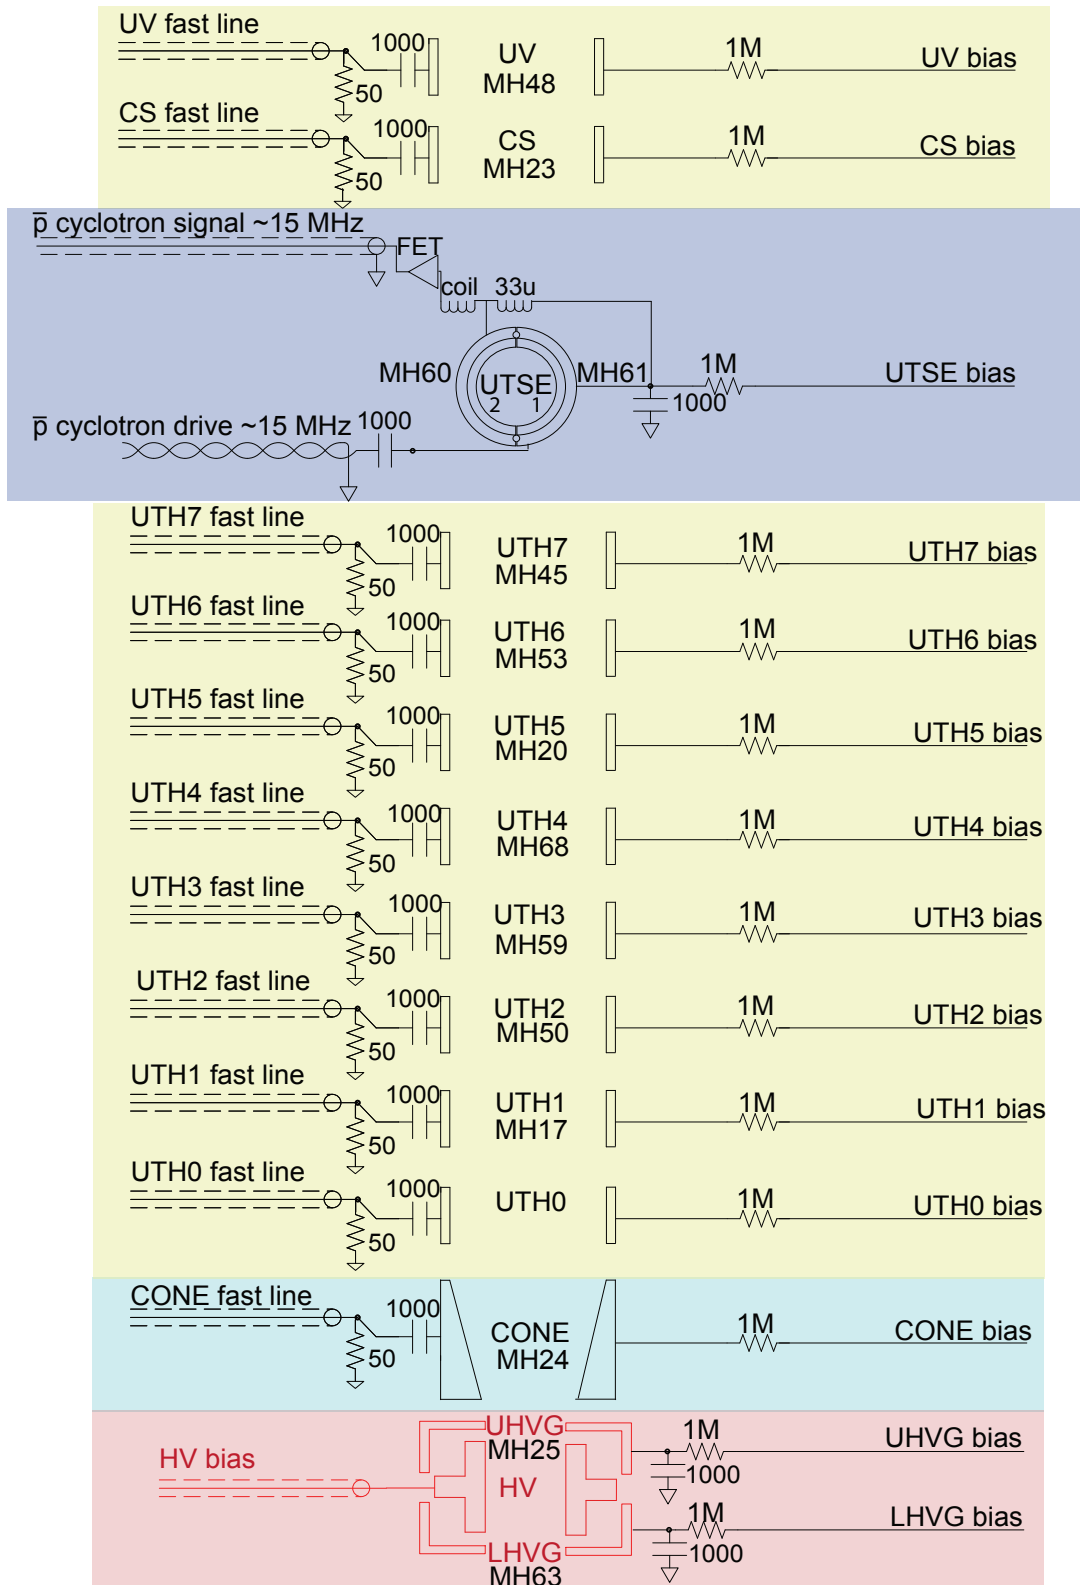 UV fast line
1000
UV
MH48
1M
UV bias
50
CS fast line
1000
CS
MH23
1M
CS bias
50
p̅ cyclotron signal ~15 MHz
FET
coil
33u
MH60
UTSE
2 1
MH61
1M
UTSE bias
1000
p̅ cyclotron drive ~15 MHz
1000
UTH7 fast line
1000
UTH7
MH45
1M
UTH7 bias
50
UTH6 fast line
1000
UTH6
MH53
1M
UTH6 bias
50
UTH5 fast line
1000
UTH5
MH20
1M
UTH5 bias
50
UTH4 fast line
1000
UTH4
MH68
1M
UTH4 bias
50
UTH3 fast line
1000
UTH3
MH59
1M
UTH3 bias
50
UTH2 fast line
1000
UTH2
MH50
1M
UTH2 bias
50
UTH1 fast line
1000
UTH1
MH17
1M
UTH1 bias
50
UTH0 fast line
1000
UTH0
1M
UTH0 bias
50
CONE fast line
1000
CONE
MH24
1M
CONE bias
50
UHVG
MH25
1M
UHVG bias
1000
HV bias
HV
1M
LHVG bias
1000
LHVG
MH63